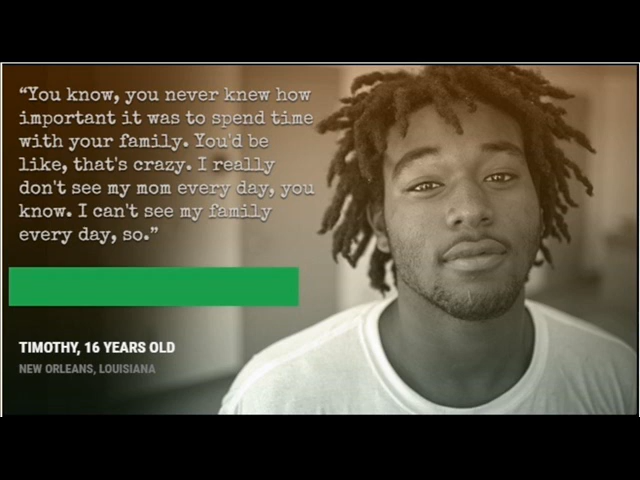 “You know, you never knew how
important it was to spend time
with your family. You'd be
like, that's crazy. I really
don't see my mom every day, you
know. I can't see my family
every day, so.”
TIMOTHY, 16 YEARS OLD
NEW ORLEANS, LOUISIANA